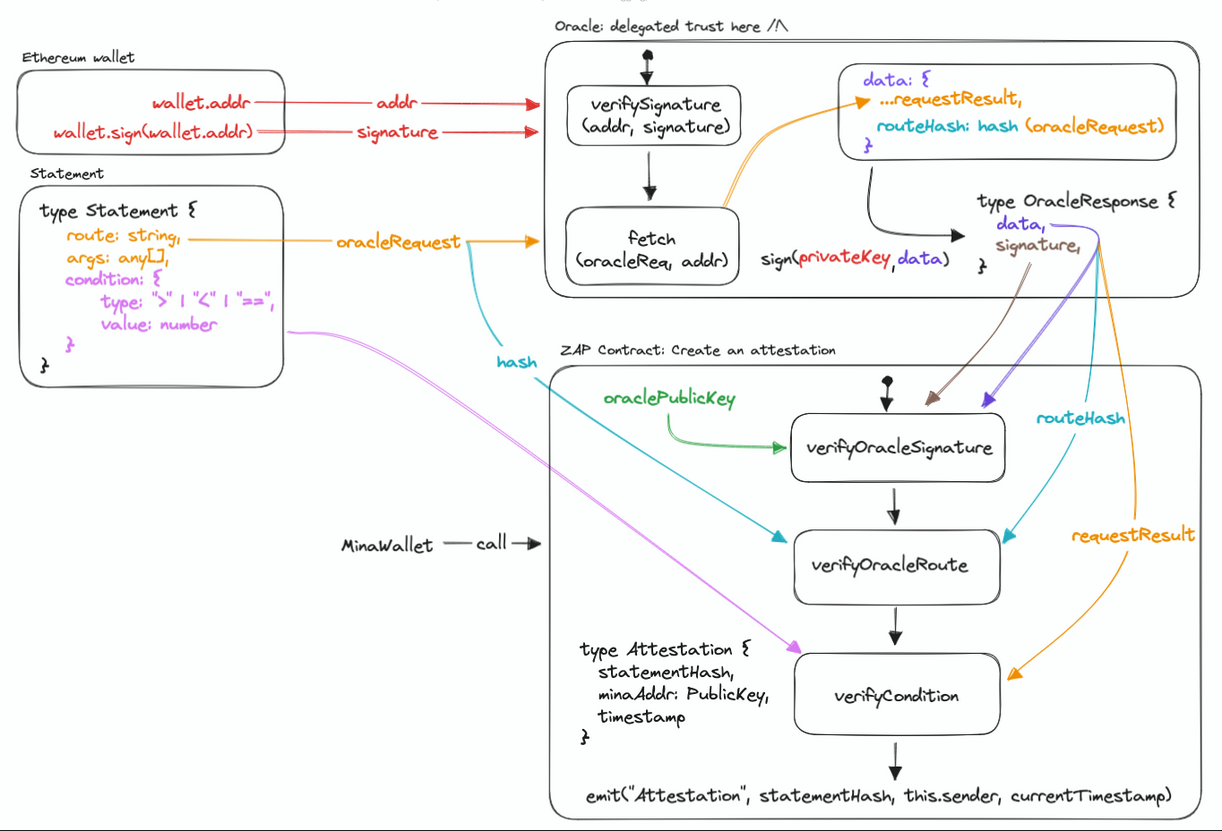 Ethereum wallet
wallet.addr
addr
wallet.sign(wallet.addr)
signature
Statement
type Statement {
route: string,
args: any[],
condition: {
type: ">" | "<" | "==",
value: number
}
}
oracleRequest
hash
Oracle: delegated trust here /!\
verifySignature
(addr, signature)
fetch
(oracleReq, addr)
data: {
...requestResult,
routeHash: hash (oracleRequest)
}
sign(privateKey,data)
type OracleResponse {
data,
signature,
}
ZAP Contract: Create an attestation
oraclePublicKey
verifyOracleSignature
routeHash
requestResult
MinaWallet
call
verifyOracleRoute
type Attestation {
statementHash,
minaAddr: PublicKey,
timestamp
}
verifyCondition
emit("Attestation", statementHash, this.sender, currentTimestamp)